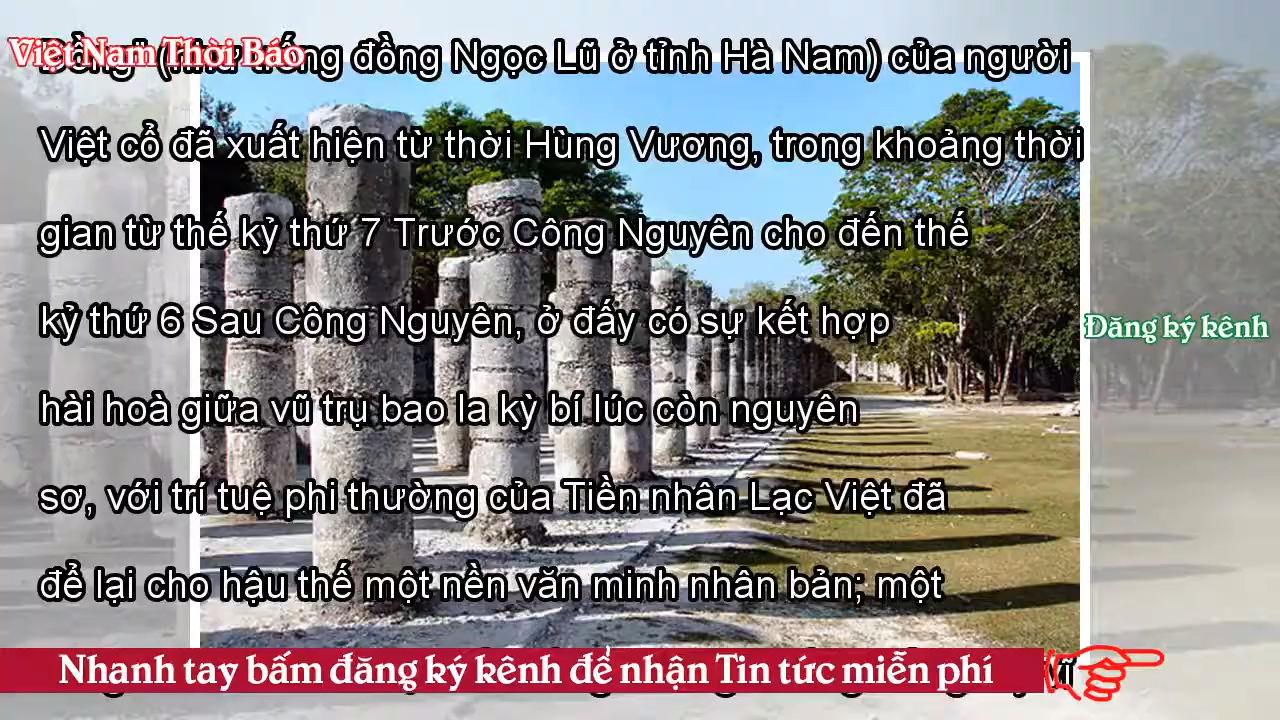 Việt Nam Thời Báo
(như trống đồng Ngọc Lũ ở tỉnh Hà Nam) của người
Việt cổ đã xuất hiện từ thời Hùng Vương, trong khoảng thời
gian từ thế kỷ thứ 7 Trước Công Nguyên cho đến thế
kỷ thứ 6 Sau Công Nguyên, ở đấy có sự kết hợp
Đăng ký kênh
hài hoà giữa vũ trụ bao la kỳ bí lúc còn nguyên
sơ, với trí tuệ phi thường của Tiền nhân Lạc Việt đã
để lại cho hậu thế một nền văn minh nhân bản; một
Nhanh tay bấm đăng ký kênh để nhận Tin tức miễn phí